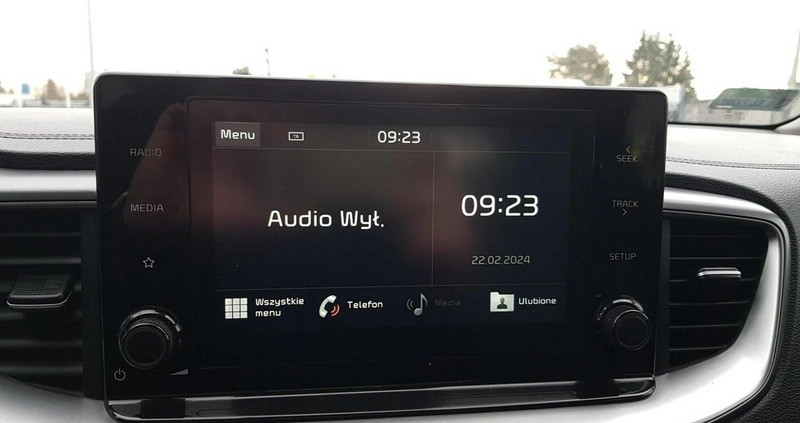 Menu
TA
09:23
RADIO
MEDIA
SEEK
TRACK
SETUP
Audio Wył.
09:23
22.02.2024
Wszystkie
menu
Telefon
Media
Ulubione